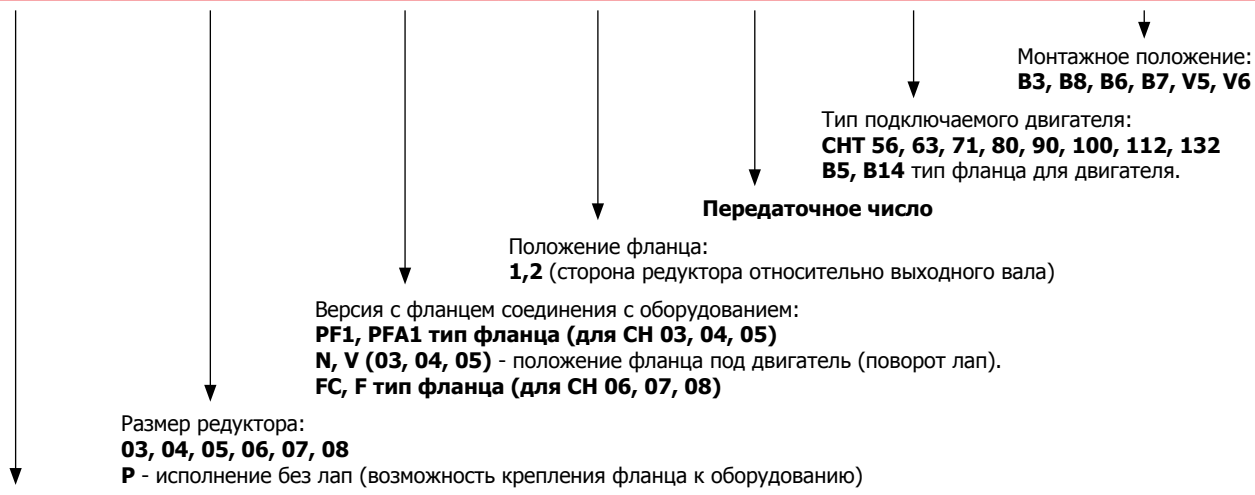 Монтажное положение:
B3, B8, B6, B7, V5, V6
Тип подключаемого двигателя:
CHT 56, 63, 71, 80, 90, 100, 112, 132
B5, B14 тип фланца для двигателя.
Передаточное число
Положение фланца:
1,2 (сторона редуктора относительно выходного вала)
Версия с фланцем соединения с оборудованием:
PF1, PFA1 тип фланца (для CH 03, 04, 05)
N, V (03, 04, 05) - положение фланца под двигатель (поворот лап).
FC, F тип фланца (для CH 06, 07, 08)
Размер редуктора:
03, 04, 05, 06, 07, 08
P - исполнение без лап (возможность крепления фланца к оборудованию)